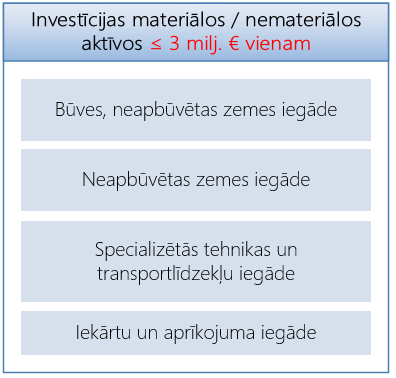 Investīcijas materiālos / nemateriālos
aktīvos ≤ 3 milj. € vienam
Būves, neapbūvētas zemes iegāde
Neapbūvētas zemes iegāde
Specializētās tehnikas un
transportlīdzekļu iegāde
Iekārtu un aprīkojuma iegāde